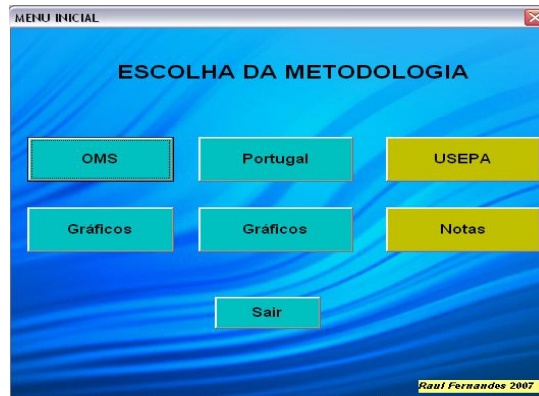 MENU INICIAL
ESCOLHA DA METODOLOGIA
OMS Portugal USEPA
Gráficos Gráficos Notas
Sair
Raul Fernandes 2007